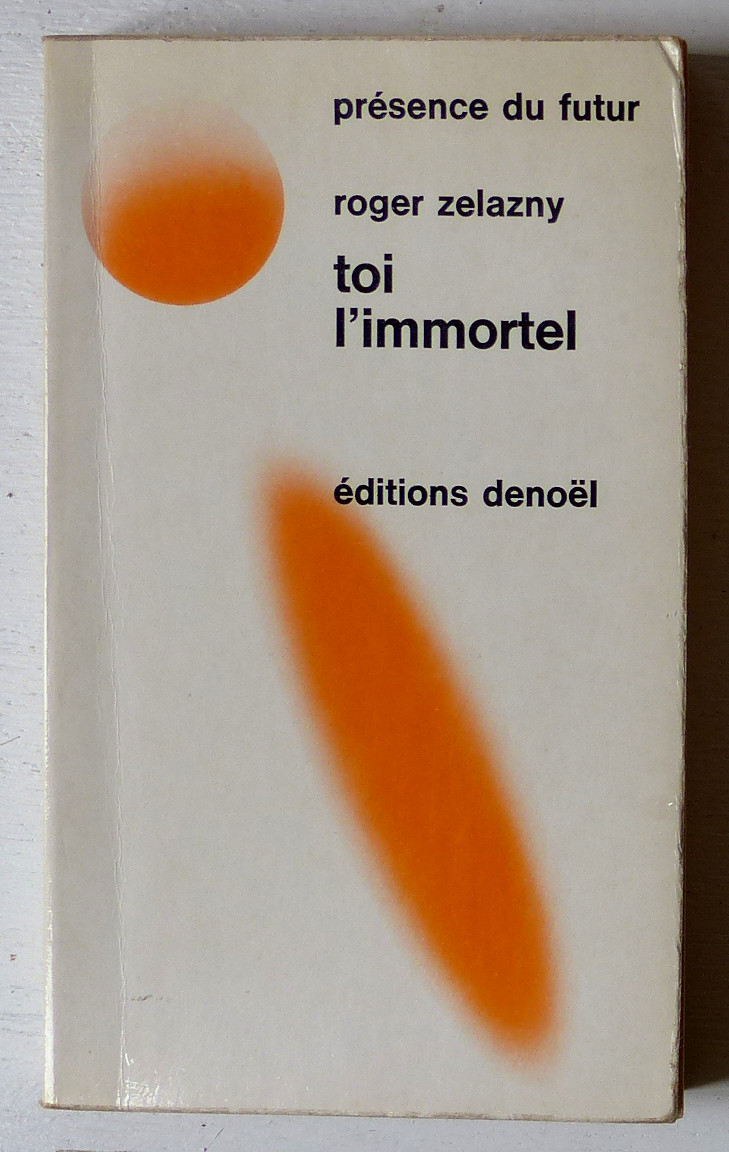 présence du futur
roger zelazny
toi
l’immortel
éditions denoël